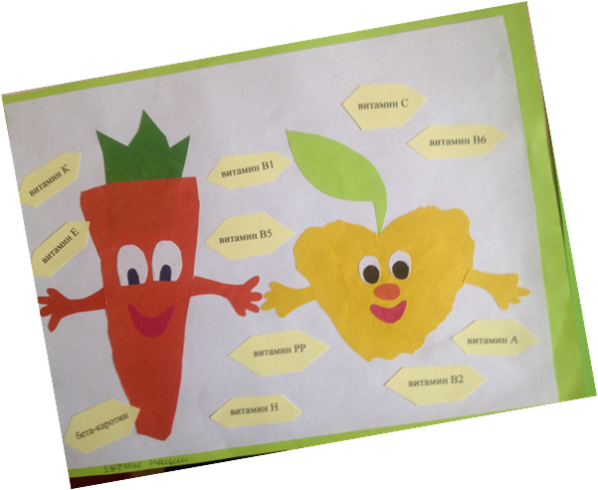 витамин С
витамин В6
витамин К
витамин В1
витамин Е
витамин В5
витамин РР
витамин А
витамин В2
витамин Н
бета-каротин